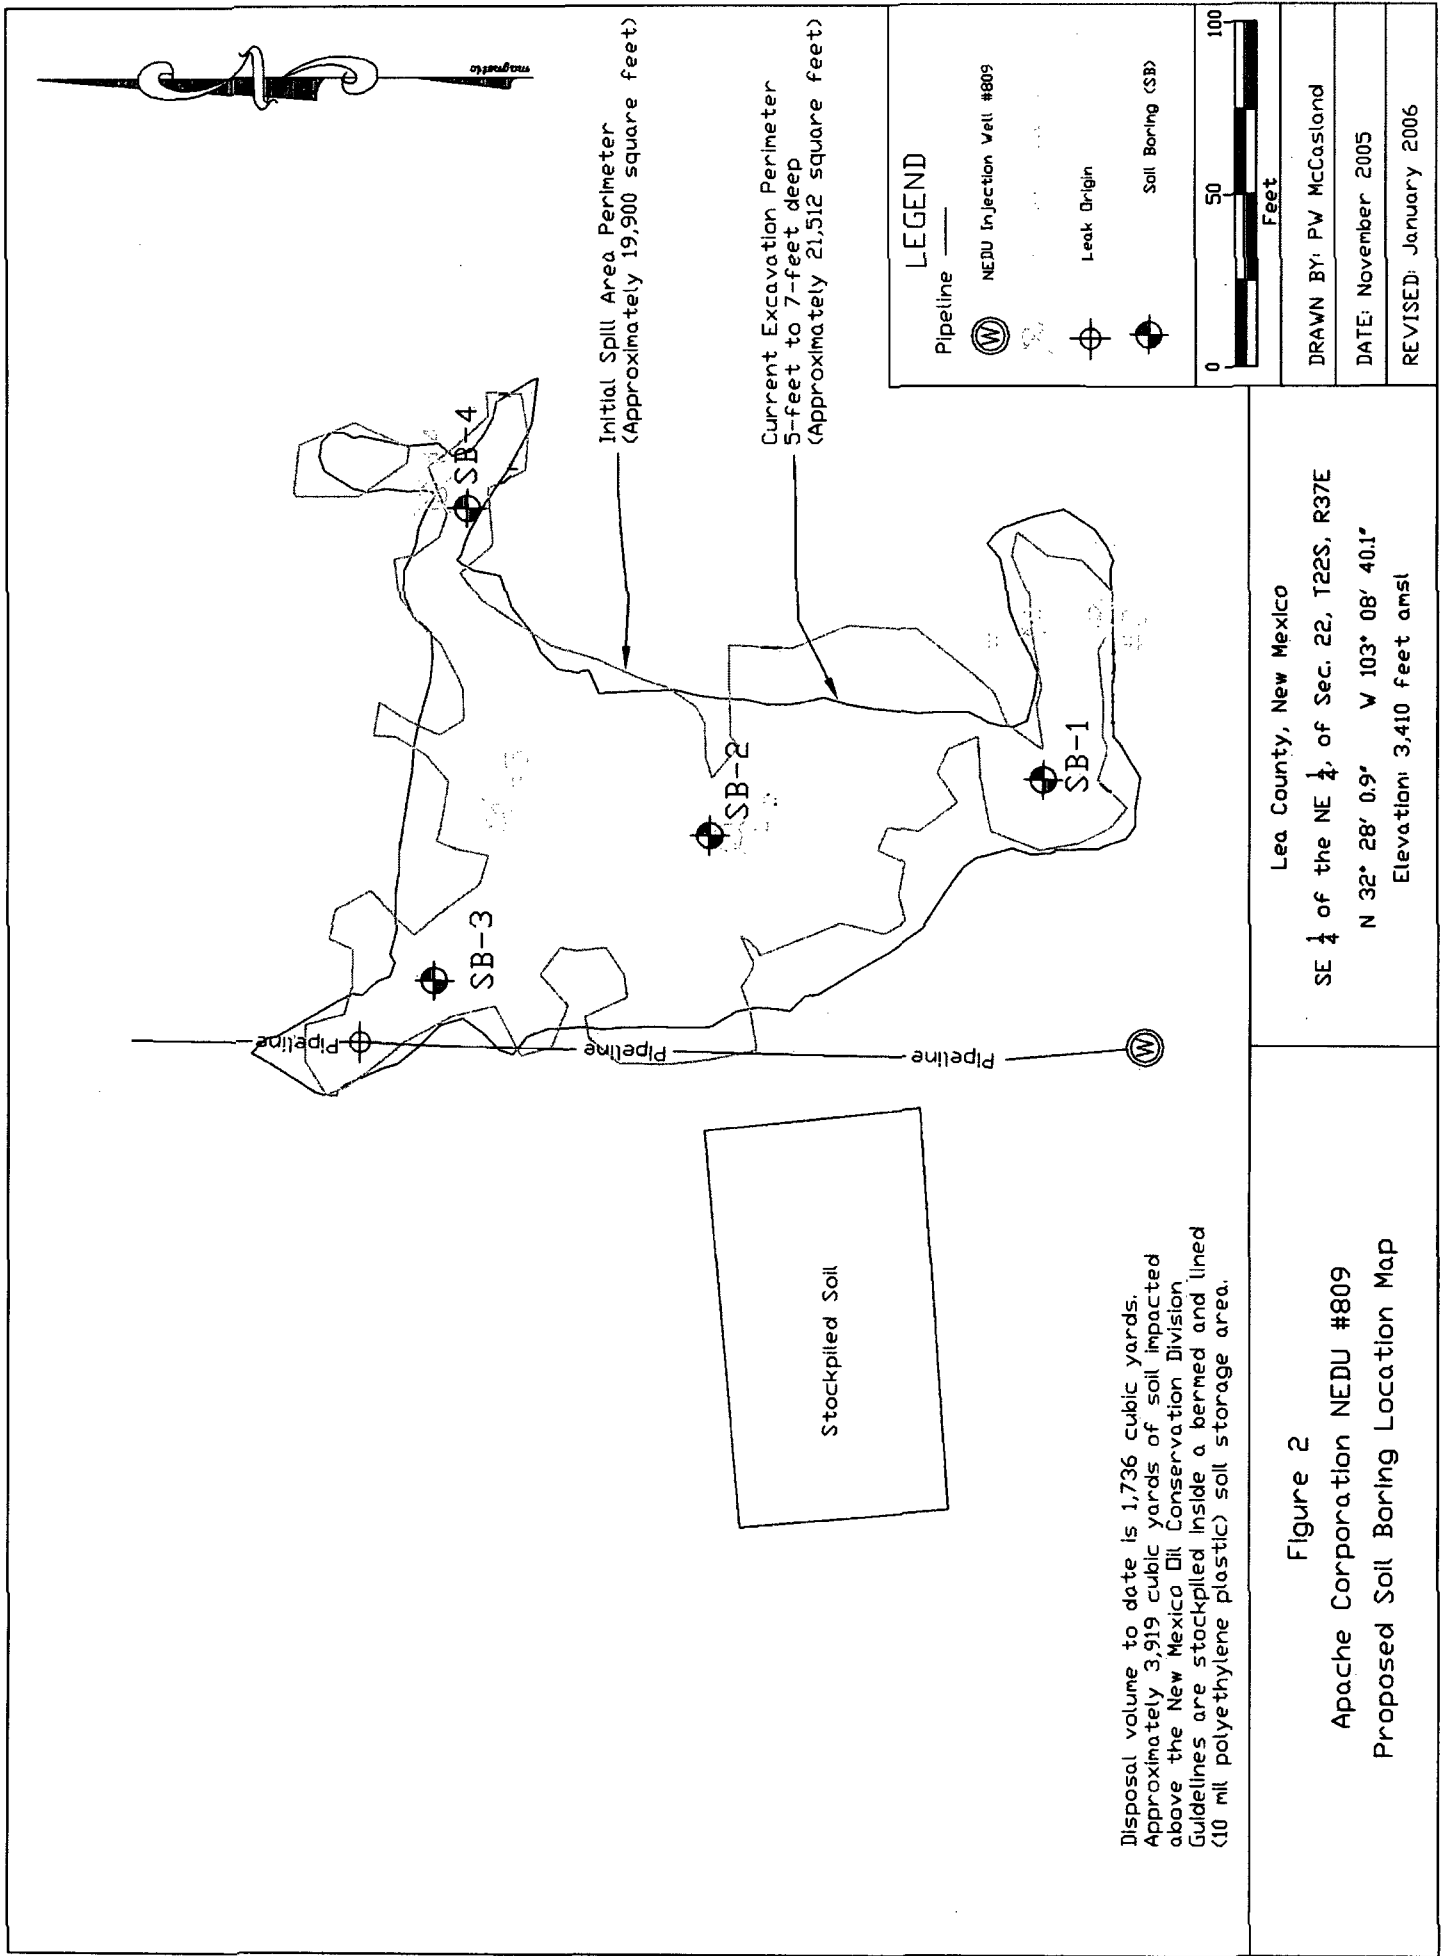 magnetic
Initial Spill Area Perimeter
(Approximately 19,900 square feet)
Current Excavation Perimeter
5-feet to 7-feet deep
(Approximately 21,512 square feet)
SB-4
SB-3
SB-2
SB-1
Pipeline
Pipeline
Pipeline
W
Stockpiled Soil
Disposal volume to date is 1,736 cubic yards.
Approximately 3,919 cubic yards of soil impacted
above the New Mexico Oil Conservation Division
Guidelines are stockpiled inside a bermed and lined
(10 mil polyethylene plastic) soil storage area.
LEGEND
Pipeline
W NEDU Injection Well #809
Leak Origin
Soil Boring (SB)
0 50 100
Feet
Figure 2
Apache Corporation NEDU #809
Proposed Soil Boring Location Map
Lea County, New Mexico
SE 1/4 of the NE 1/4, of Sec. 22, T22S, R37E
N 32° 28' 0.9" W 103° 08' 40.1"
Elevation: 3,410 feet amsl
DRAWN BY: PW McCasland
DATE: November 2005
REVISED: January 2006